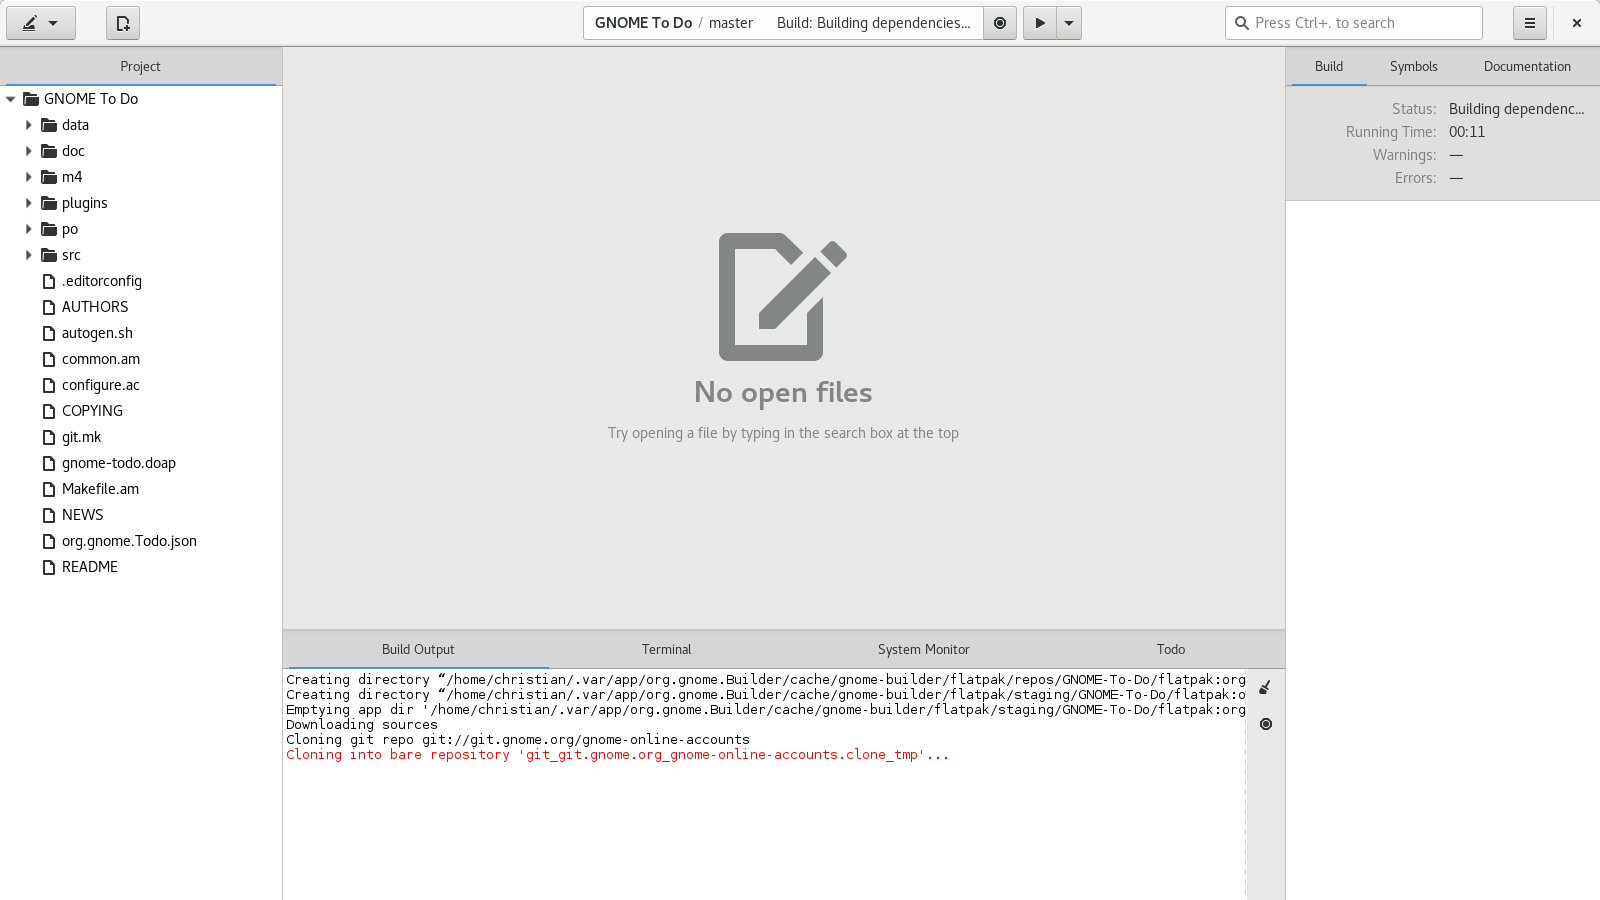 GNOME To Do / master Build: Building dependencies...
Press Ctrl+. to search
Project
GNOME To Do
data
doc
m4
plugins
po
src
.editorconfig
AUTHORS
autogen.sh
common.am
configure.ac
COPYING
git.mk
gnome-todo.doap
Makefile.am
NEWS
org.gnome.Todo.json
README
No open files
Try opening a file by typing in the search box at the top
Build Output Terminal System Monitor Todo
Creating directory “/home/christian/.var/app/org.gnome.Builder/cache/gnome-builder/flatpak/repos/GNOME-To-Do/flatpak:org
Creating directory “/home/christian/.var/app/org.gnome.Builder/cache/gnome-builder/flatpak/staging/GNOME-To-Do/flatpak:o
Emptying app dir '/home/christian/.var/app/org.gnome.Builder/cache/gnome-builder/flatpak/staging/GNOME-To-Do/flatpak:org
Downloading sources
Cloning git repo git://git.gnome.org/gnome-online-accounts
Cloning into bare repository 'git_git.gnome.org_gnome-online-accounts.clone_tmp'...
Build Symbols Documentation
Status: Building dependenc...
Running Time: 00:11
Warnings: —
Errors: —